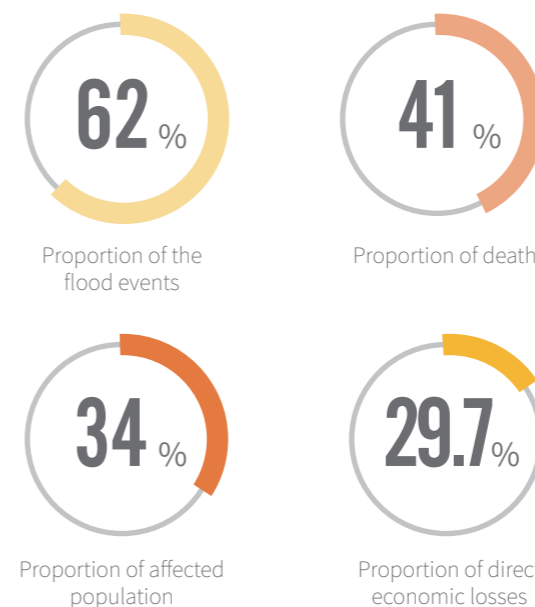 62 %
Proportion of the
flood events
41 %
Proportion of death
34 %
Proportion of affected
population
29.7%
Proportion of direc
economic losses